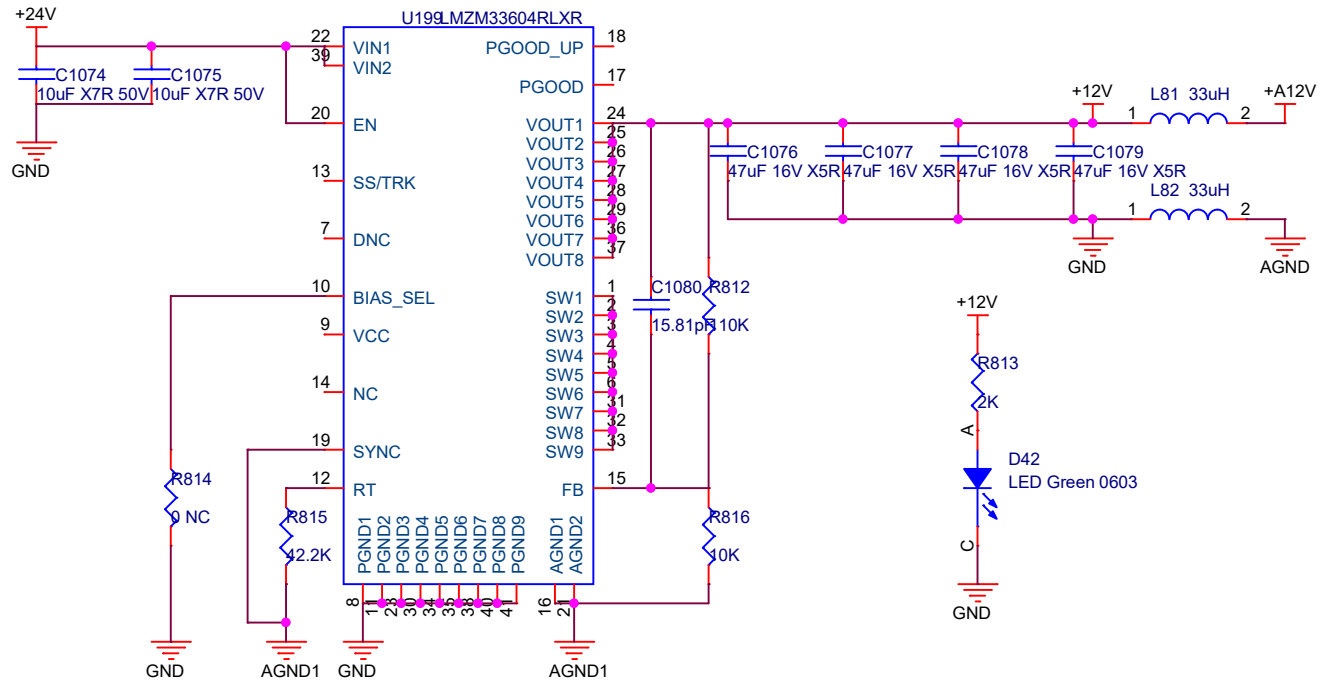 U199LMZM33604RLXR
+24V
22 VIN1
39 VIN2
C1074
10uF X7R 50V
C1075
10uF X7R 50V
GND
20 EN
13 SS/TRK
7 DNC
10 BIAS_SEL
9 VCC
14 NC
19 SYNC
12 RT
PGOOD_UP 18
PGOOD 17
VOUT1 24
VOUT2 25
VOUT3 26
VOUT4 27
VOUT5 28
VOUT6 29
VOUT7 36
VOUT8 37
SW1 1
SW2 2
SW3 3
SW4 4
SW5 5
SW6 6
SW7 31
SW8 32
SW9 33
FB 15
PGND1 8
PGND2 11
PGND3 23
PGND4 30
PGND5 34
PGND6 35
PGND7 38
PGND8 40
PGND9 41
AGND1 16
AGND2 21
R814
0 NC
GND
R815
42.2K
AGND1
GND
AGND1
C1080
15.81pF
R812
110K
R816
10K
C1076
47uF 16V X5R
C1077
47uF 16V X5R
C1078
47uF 16V X5R
C1079
47uF 16V X5R
+12V
1 L81 33uH 2
+A12V
1 L82 33uH 2
GND
AGND
+12V
R813
2K
A
D42
LED Green 0603
C
GND